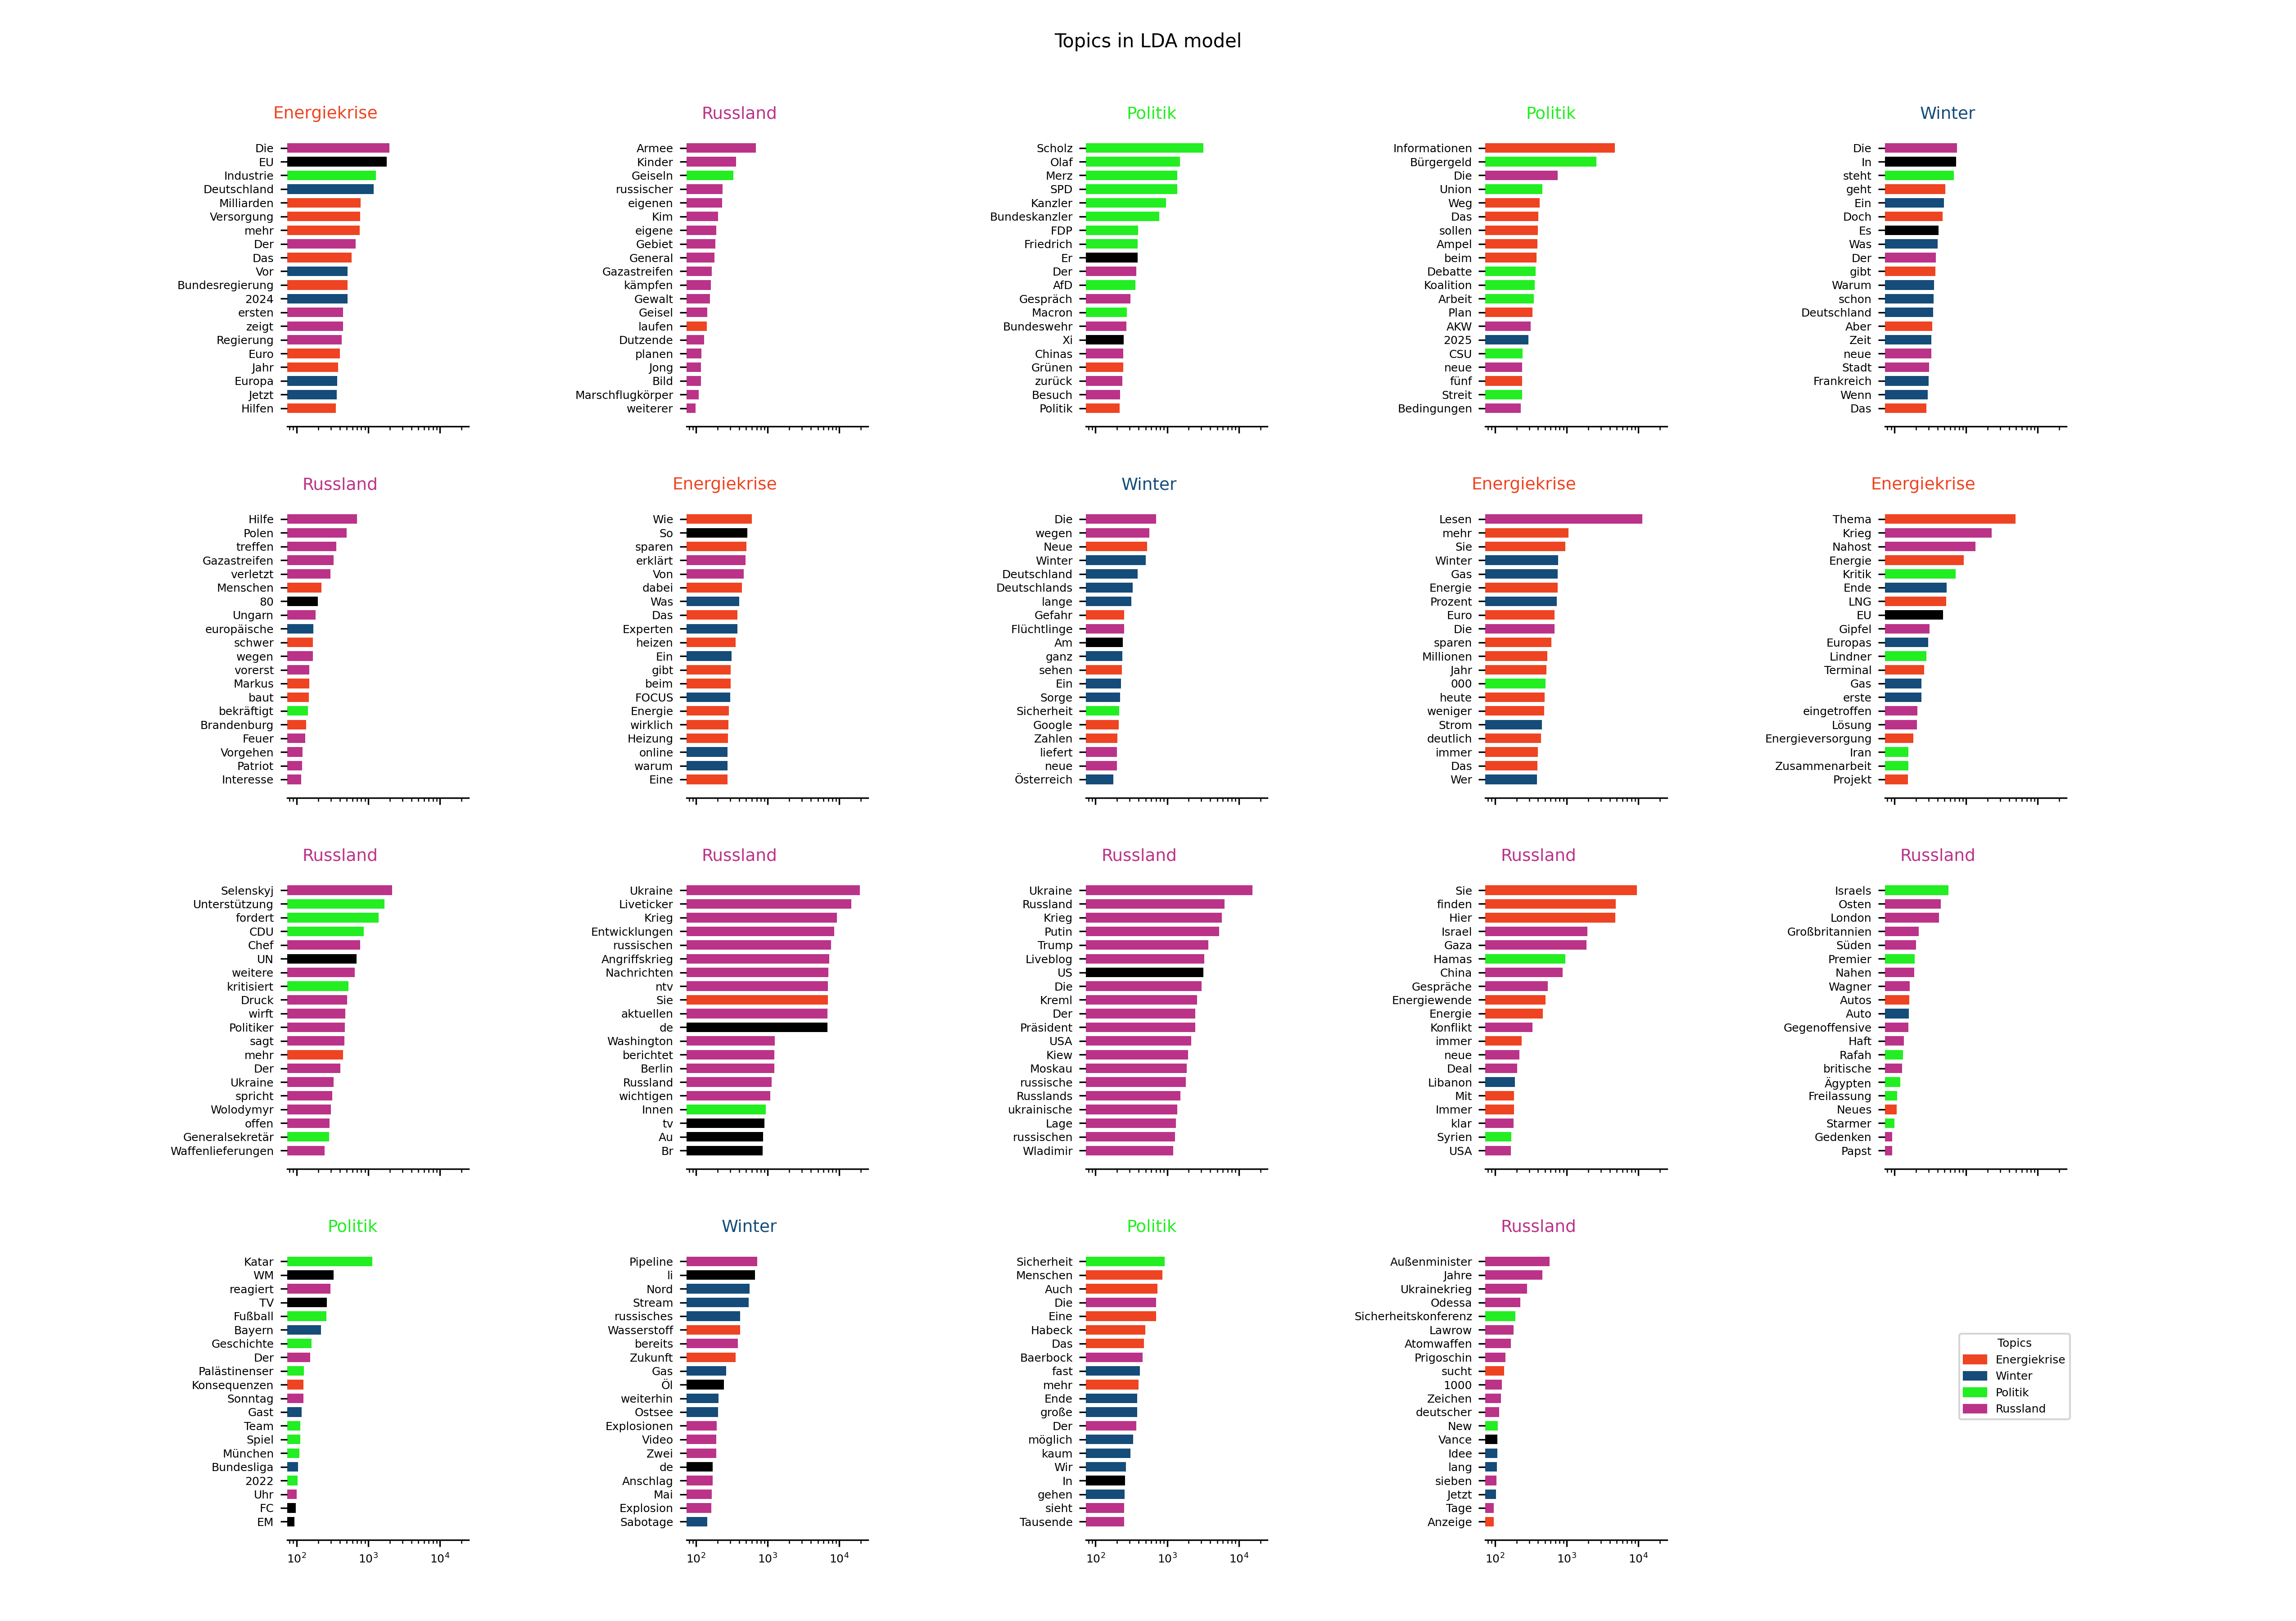 Topics in LDA model
Energiekrise
Die
EU
Industrie
Deutschland
Milliarden
Versorgung
mehr
Der
Das
Vor
Bundesregierung
2024
ersten
zeigt
Regierung
Euro
Jahr
Europa
Jetzt
Hilfen
Russland
Armee
Kinder
Geiseln
russischer
eigenen
Kim
eigene
Gebiet
General
Gazastreifen
kämpfen
Gewalt
Geisel
laufen
Dutzende
planen
Jong
Bild
Marschflugkörper
weiterer
Politik
Scholz
Olaf
Merz
SPD
Kanzler
Bundeskanzler
FDP
Friedrich
Er
Der
AfD
Gespräch
Macron
Bundeswehr
Xi
Chinas
Grünen
zurück
Besuch
Politik
Politik
Informationen
Bürgergeld
Die
Union
Weg
Das
sollen
Ampel
beim
Debatte
Koalition
Arbeit
Plan
AKW
2025
CSU
neue
fünf
Streit
Bedingungen
Winter
Die
In
steht
geht
Ein
Doch
Es
Was
Der
gibt
Warum
schon
Deutschland
Aber
Zeit
neue
Stadt
Frankreich
Wenn
Das
Russland
Hilfe
Polen
treffen
Gazastreifen
verletzt
Menschen
80
Ungarn
europäische
schwer
wegen
vorerst
Markus
baut
bekräftigt
Brandenburg
Feuer
Vorgehen
Patriot
Interesse
Energiekrise
Wie
So
sparen
erklärt
Von
dabei
Was
Das
Experten
heizen
Ein
gibt
beim
FOCUS
Energie
wirklich
Heizung
online
warum
Eine
Winter
Die
wegen
Neue
Winter
Deutschland
Deutschlands
lange
Gefahr
Flüchtlinge
Am
ganz
sehen
Ein
Sorge
Sicherheit
Google
Zahlen
liefert
neue
Österreich
Energiekrise
Lesen
mehr
Sie
Winter
Gas
Energie
Prozent
Euro
Die
sparen
Millionen
Jahr
000
heute
weniger
Strom
deutlich
immer
Das
Wer
Energiekrise
Thema
Krieg
Nahost
Energie
Kritik
Ende
LNG
EU
Gipfel
Europas
Lindner
Terminal
Gas
erste
eingetroffen
Lösung
Energieversorgung
Iran
Zusammenarbeit
Projekt
Russland
Selenskyj
Unterstützung
fordert
CDU
Chef
UN
weitere
kritisiert
Druck
wirft
Politiker
sagt
mehr
Der
Ukraine
spricht
Wolodymyr
offen
Generalsekretär
Waffenlieferungen
Russland
Ukraine
Liveticker
Krieg
Entwicklungen
russischen
Angriffskrieg
Nachrichten
ntv
Sie
aktuellen
de
Washington
berichtet
Berlin
Russland
wichtigen
Innen
tv
Au
Br
Russland
Ukraine
Russland
Krieg
Putin
Trump
Liveblog
US
Die
Kreml
Der
Präsident
USA
Kiew
Moskau
russische
Russlands
ukrainische
Lage
russischen
Wladimir
Russland
Sie
finden
Hier
Israel
Gaza
Hamas
China
Gespräche
Energiewende
Energie
Konflikt
immer
neue
Deal
Libanon
Mit
Immer
klar
Syrien
USA
Russland
Israels
Osten
London
Großbritannien
Süden
Premier
Nahen
Wagner
Autos
Auto
Gegenoffensive
Haft
Rafah
britische
Ägypten
Freilassung
Neues
Starmer
Gedenken
Papst
Politik
Katar
WM
reagiert
TV
Fußball
Bayern
Geschichte
Der
Palästinenser
Konsequenzen
Sonntag
Gast
Team
Spiel
München
Bundesliga
2022
Uhr
FC
EM
10² 10³ 10⁴
Winter
Pipeline
li
Nord
Stream
russisches
Wasserstoff
bereits
Zukunft
Gas
Öl
weiterhin
Ostsee
Explosionen
Video
Zwei
de
Anschlag
Mai
Explosion
Sabotage
10² 10³ 10⁴
Politik
Sicherheit
Menschen
Auch
Die
Eine
Habeck
Das
Baerbock
fast
mehr
Ende
große
Der
möglich
kaum
Wir
In
gehen
sieht
Tausende
10² 10³ 10⁴
Russland
Außenminister
Jahre
Ukrainekrieg
Odessa
Sicherheitskonferenz
Lawrow
Atomwaffen
Prigoschin
sucht
1000
Zeichen
deutscher
New
Vance
Idee
lang
sieben
Jetzt
Tage
Anzeige
10² 10³ 10⁴
Topics
Energiekrise
Winter
Politik
Russland